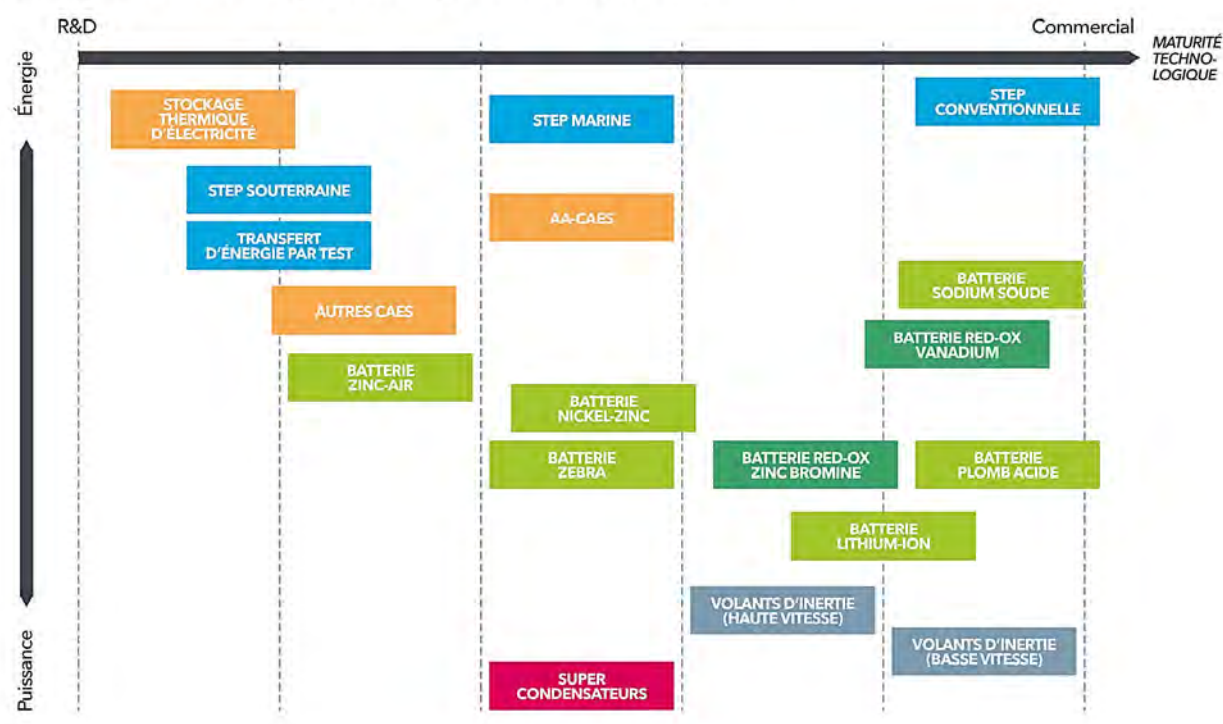 R&D
Commercial
MATURITÉ
TECHNO-
LOGIQUE
Énergie
STOCKAGE
THERMIQUE
D'ÉLECTRICITÉ
STEP MARINE
STEP
CONVENTIONNELLE
STEP SOUTERRAINE
AA-CAES
TRANSFERT
D'ÉNERGIE PAR TEST
BATTERIE
SODIUM SOUDE
AUTRES CAES
BATTERIE RED-OX
VANADIUM
BATTERIE
ZINC-AIR
BATTERIE
NICKEL-ZINC
BATTERIE
ZEBRA
BATTERIE RED-OX
ZINC BROMINE
BATTERIE
PLOMB ACIDE
BATTERIE
LITHIUM-ION
VOLANTS D'INERTIE
(HAUTE VITESSE)
VOLANTS D'INERTIE
(BASSE VITESSE)
SUPER
CONDENSATEURS
Puissance